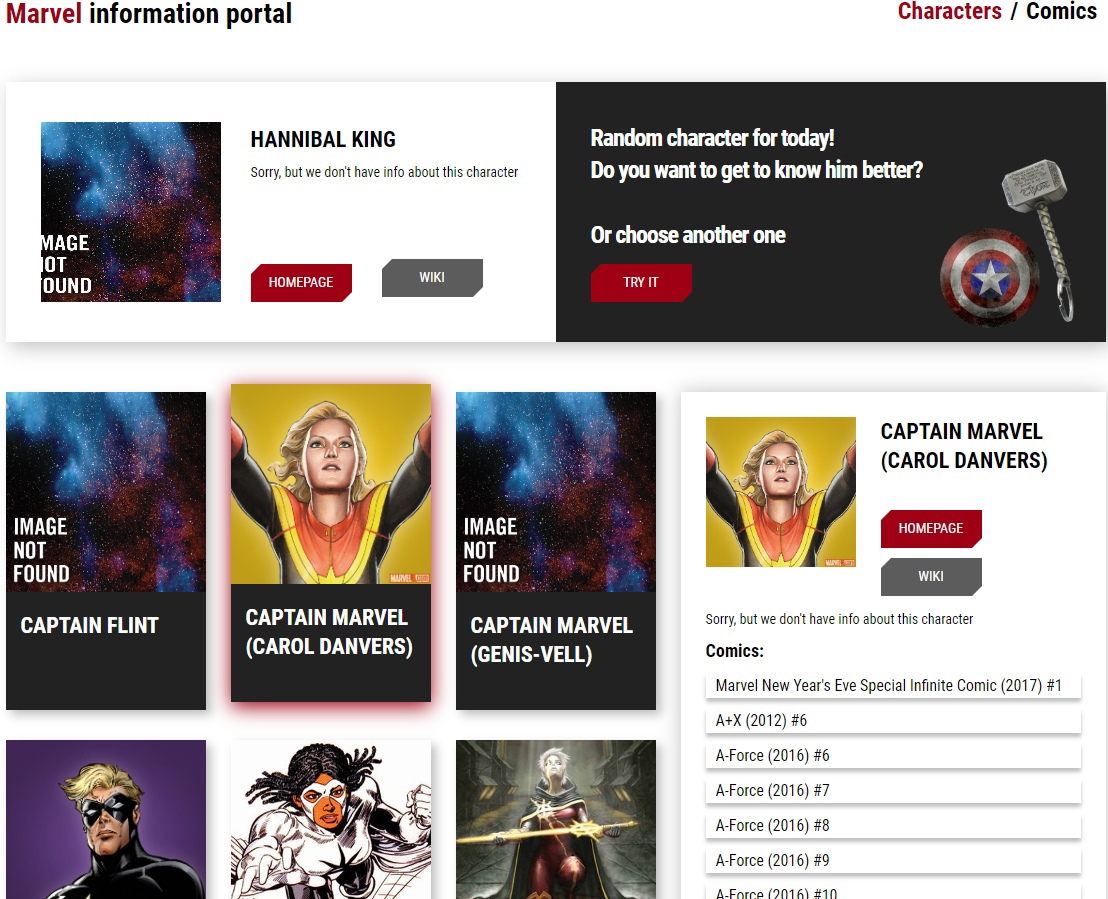 Marvel information portal
Characters / Comics
MAGE
OT
OUND
HANNIBAL KING
Sorry, but we don't have info about this character
HOMEPAGE
WIKI
Random character for today!
Do you want to get to know him better?
Or choose another one
TRY IT
IMAGE
NOT
FOUND
CAPTAIN FLINT
MARVEL
CAPTAIN MARVEL
(CAROL DANVERS)
IMAGE
NOT
FOUND
CAPTAIN MARVEL
(GENIS-VELL)
CAPTAIN MARVEL
(CAROL DANVERS)
HOMEPAGE
WIKI
Sorry, but we don't have info about this character
Comics:
Marvel New Year's Eve Special Infinite Comic (2017) #1
A+X (2012) #6
A-Force (2016) #6
A-Force (2016) #7
A-Force (2016) #8
A-Force (2016) #9
A-Force (2016) #10